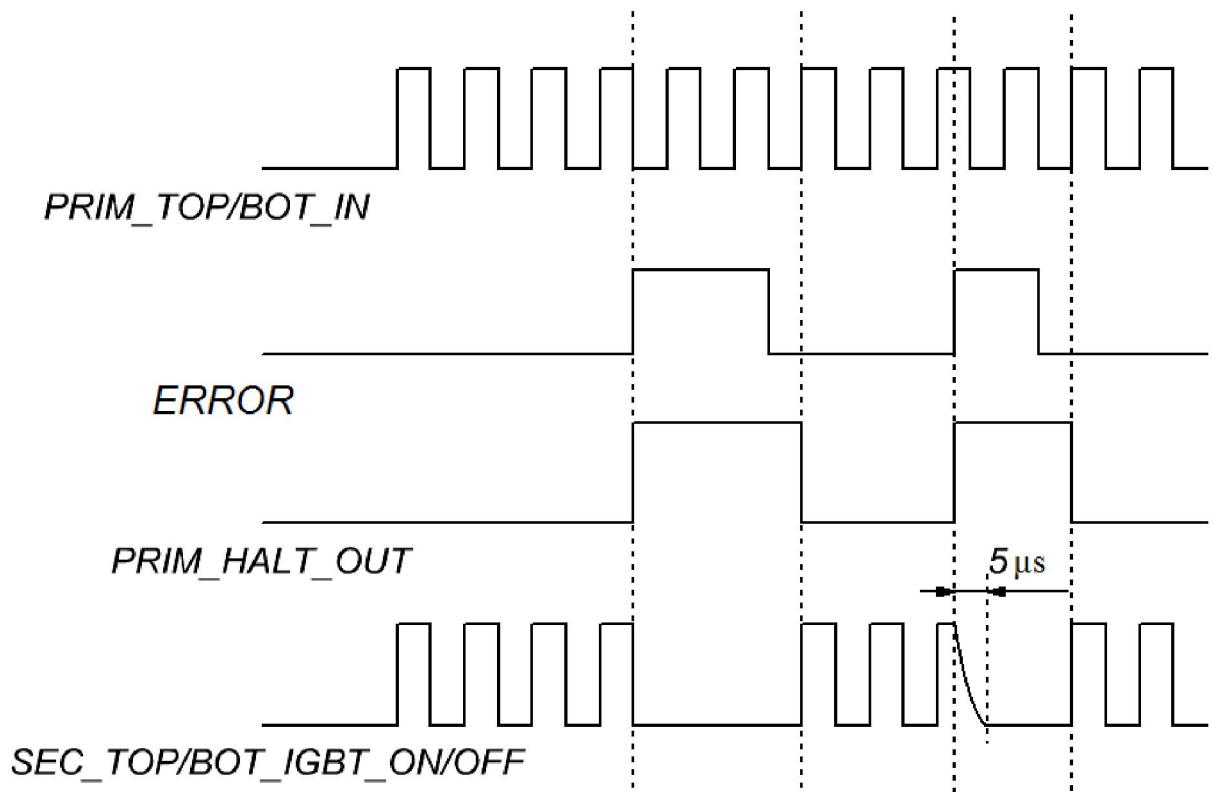 PRIM_TOP/BOT_IN
ERROR
PRIM_HALT_OUT
5 μs
SEC_TOP/BOT_IGBT_ON/OFF